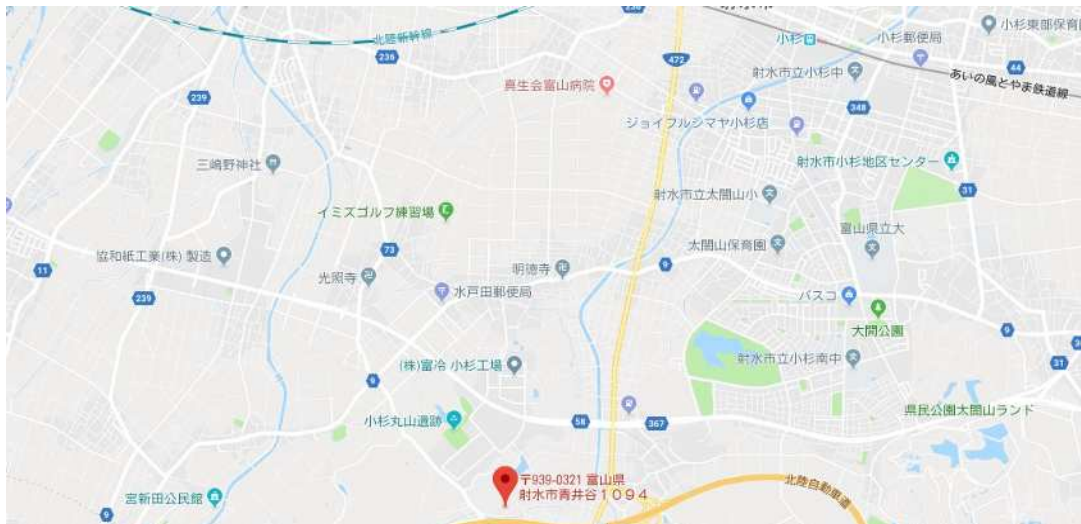 北陸新幹線
236
小杉
小杉郵便局
小杉東部保育
472
44
真生会富山病院
射水市立小杉中
あいの風とやま鉄道線
239
348
ジョイフルシマヤ小杉店
三嶋野神社
射水市小杉地区センター
イミズゴルフ練習場
射水市立太閤山小
31
73
太閤山保育園
富山県立大
協和紙工業(株) 製造
光照寺
明徳寺
9
11
239
水戸田郵便局
パスコ
大閤公園
9
(株)富冷 小杉工場
射水市立小杉南中
31
9
小杉丸山遺跡
58
367
県民公園太閤山ランド
〒939-0321 富山県
射水市青井谷1094
北陸自動車道
宮新田公民館
9